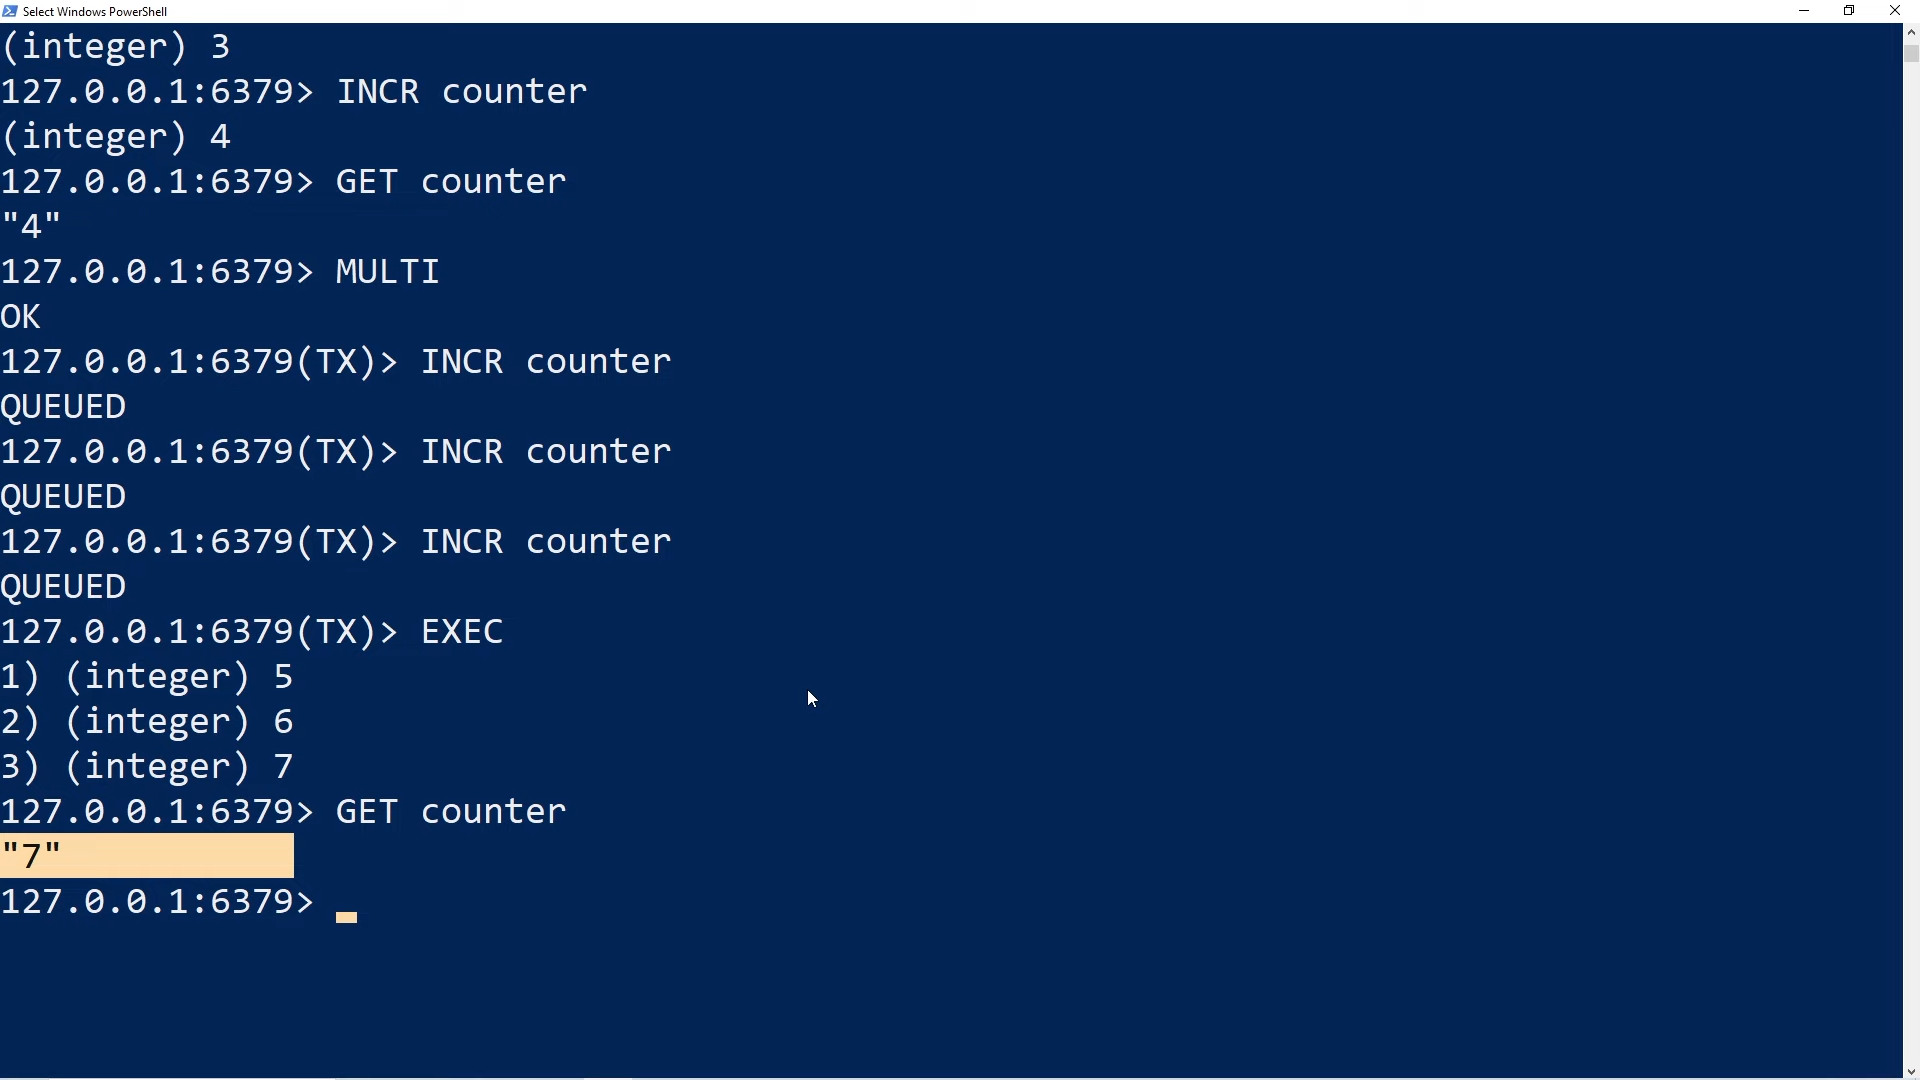 Select Windows PowerShell
(integer) 3
127.0.0.1:6379> INCR counter
(integer) 4
127.0.0.1:6379> GET counter
"4"
127.0.0.1:6379> MULTI
OK
127.0.0.1:6379(TX)> INCR counter
QUEUED
127.0.0.1:6379(TX)> INCR counter
QUEUED
127.0.0.1:6379(TX)> INCR counter
QUEUED
127.0.0.1:6379(TX)> EXEC
1) (integer) 5
2) (integer) 6
3) (integer) 7
127.0.0.1:6379> GET counter
"7"
127.0.0.1:6379>